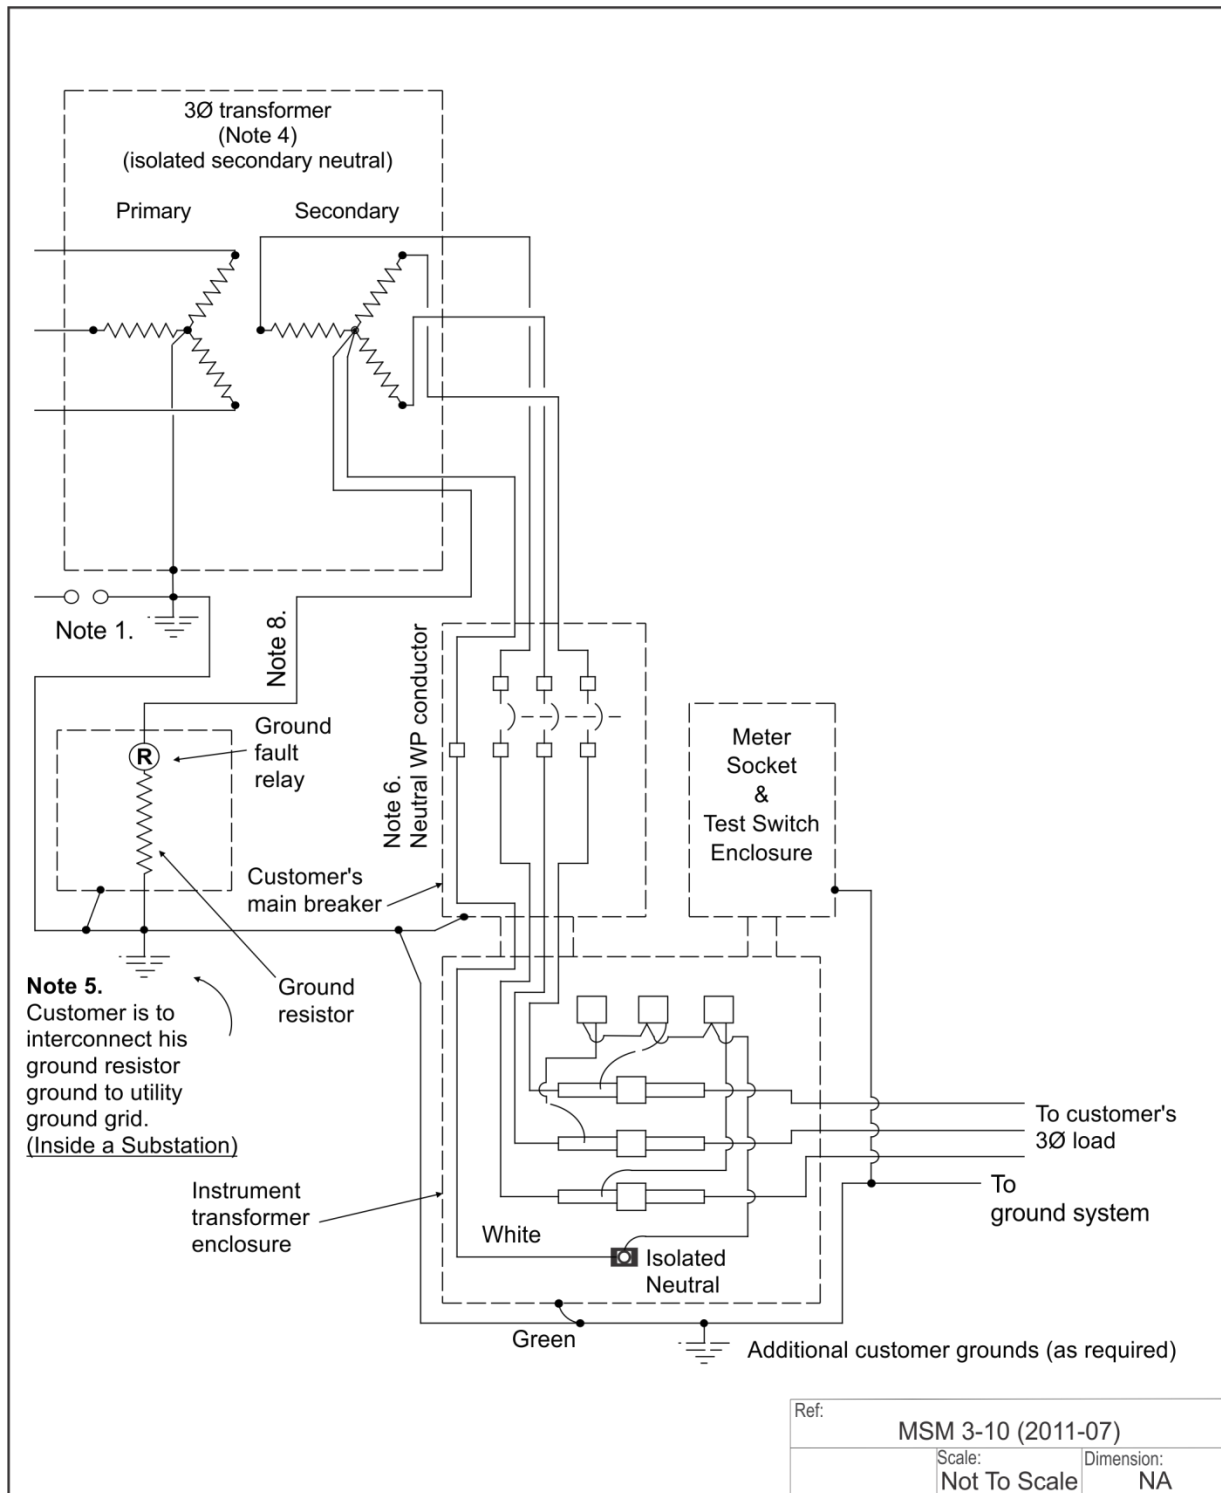 3Ø transformer
(Note 4)
(isolated secondary neutral)
Primary
Secondary
Note 1.
Note 8.
Ground
fault
relay
R
Note 6.
Neutral WP conductor
Meter
Socket
&
Test Switch
Enclosure
Customer's
main breaker
Note 5.
Customer is to
interconnect his
ground resistor
ground to utility
ground grid.
(Inside a Substation)
Ground
resistor
To customer's
3Ø load
Instrument
transformer
enclosure
To
ground system
White
Isolated
Neutral
Green
Additional customer grounds (as required)
Ref:
MSM 3-10 (2011-07)
Scale:
Not To Scale
Dimension:
NA